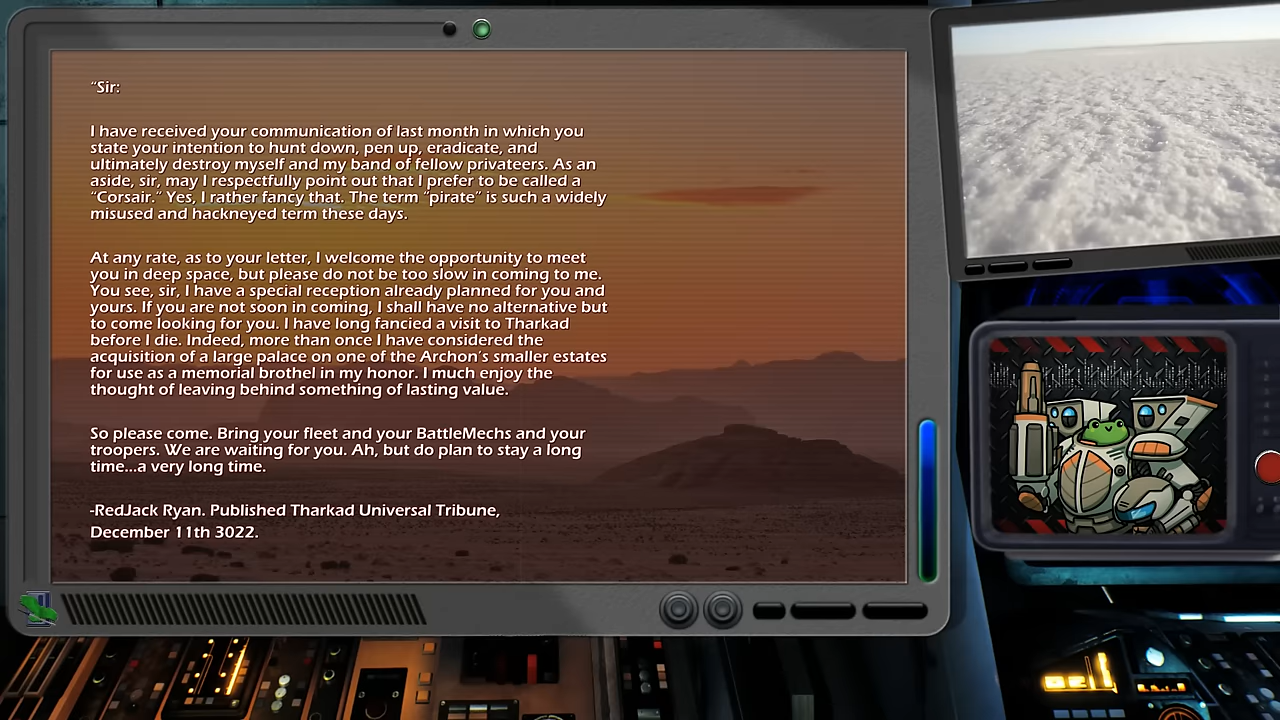 “Sir:
I have received your communication of last month in which you
state your intention to hunt down, pen up, eradicate, and
ultimately destroy myself and my band of fellow privateers. As an
aside, sir, may I respectfully point out that I prefer to be called a
“Corsair.” Yes, I rather fancy that. The term “pirate” is such a widely
misused and hackneyed term these days.
At any rate, as to your letter, I welcome the opportunity to meet
you in deep space, but please do not be too slow in coming to me.
You see, sir, I have a special reception already planned for you and
yours. If you are not soon in coming, I shall have no alternative but
to come looking for you. I have long fancied a visit to Tharkad
before I die. Indeed, more than once I have considered the
acquisition of a large palace on one of the Archon’s smaller estates
for use as a memorial brothel in my honor. I much enjoy the
thought of leaving behind something of lasting value.
So please come. Bring your fleet and your BattleMechs and your
troopers. We are waiting for you. Ah, but do plan to stay a long
time...a very long time.
-RedJack Ryan. Published Tharkad Universal Tribune,
December 11th 3022.